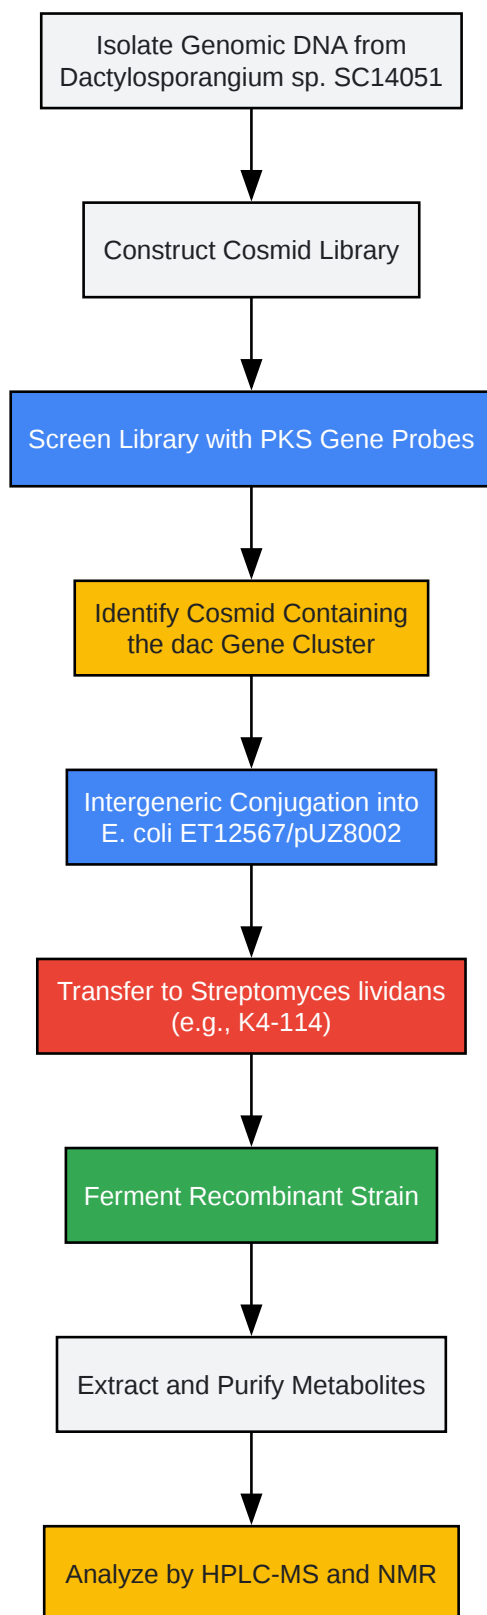 Isolate Genomic DNA from
Dactylosporangium sp. SC14051
Construct Cosmid Library
Screen Library with PKS Gene Probes
Identify Cosmid Containing
the dac Gene Cluster
Intergeneric Conjugation into
E. coli ET12567/pUZ8002
Transfer to Streptomyces lividans
(e.g., K4-114)
Ferment Recombinant Strain
Extract and Purify Metabolites
Analyze by HPLC-MS and NMR